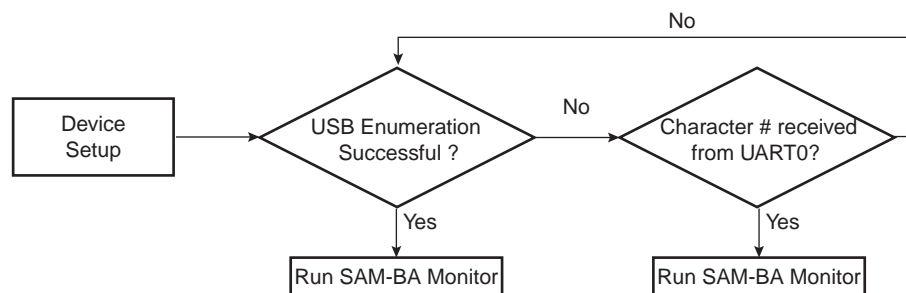 No
Device
Setup
USB Enumeration
Successful ?
No
Character # received
from UART0?
Yes
Yes
Run SAM-BA Monitor
Run SAM-BA Monitor